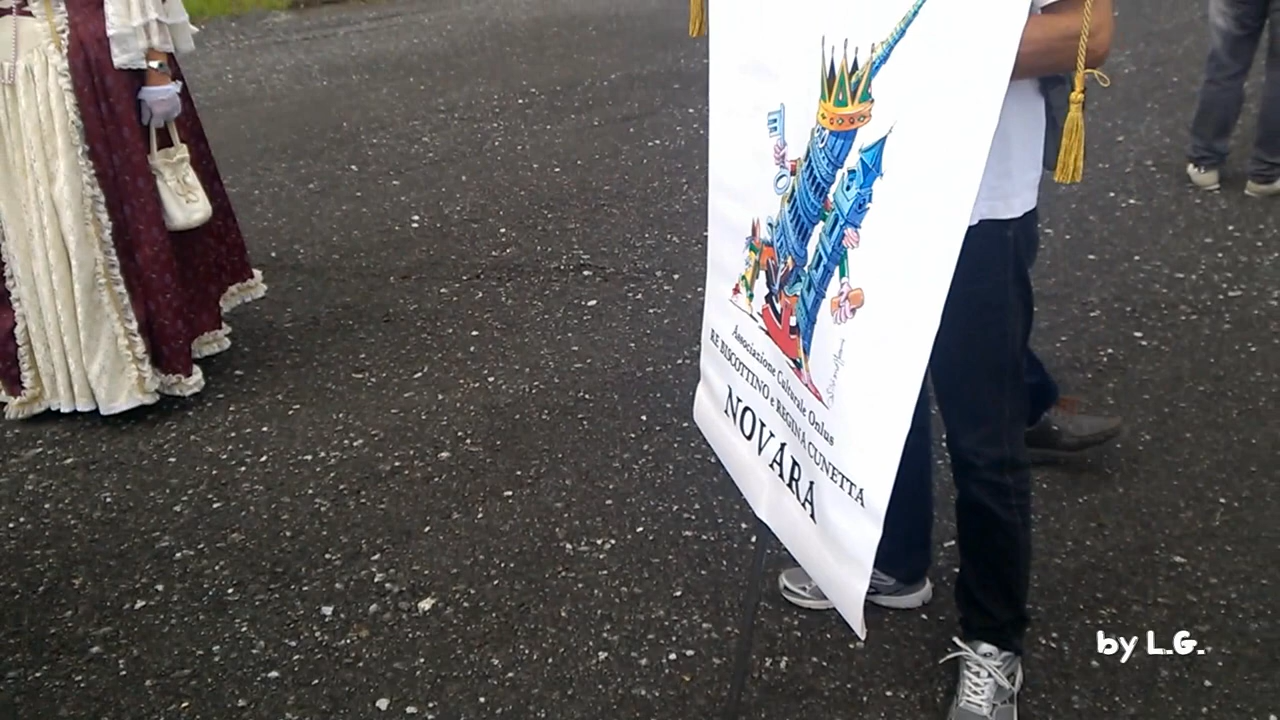 Associazione Culturale Onlus
RE BISCOTTINO e REGINA CUNETTA
NOVARA
by L.G.